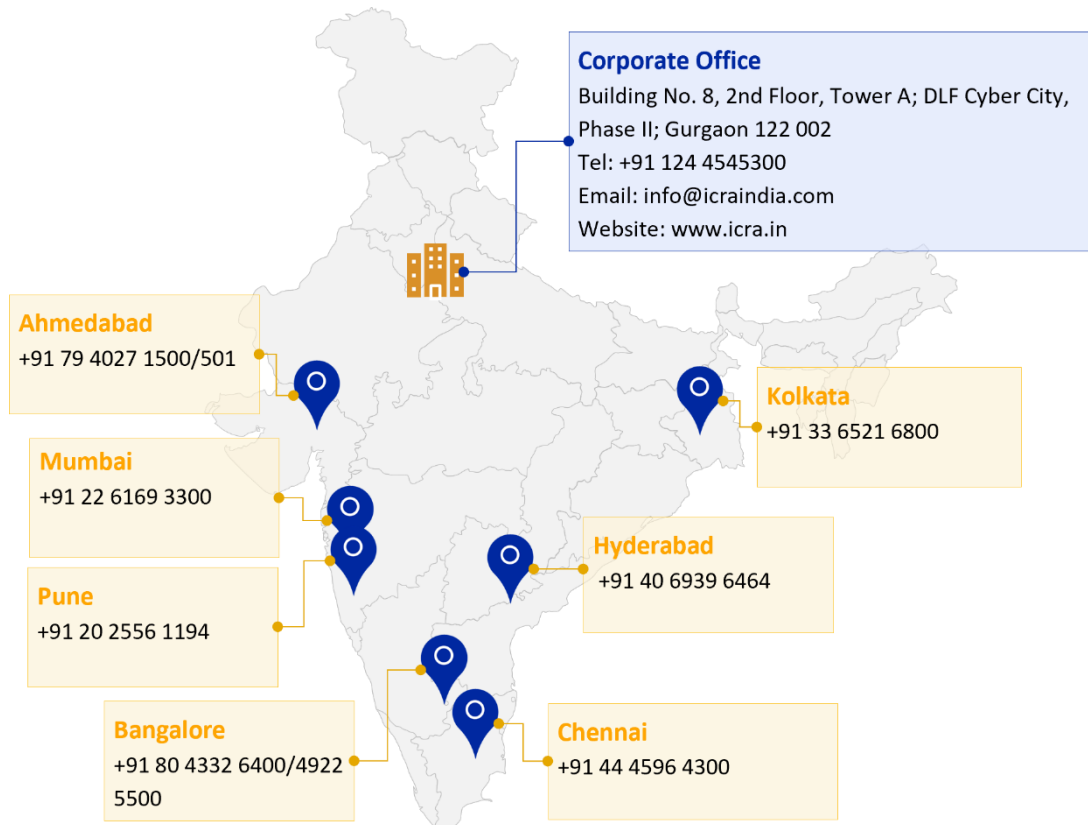 Corporate Office
Building No. 8, 2nd Floor, Tower A; DLF Cyber City,
Phase II; Gurgaon 122 002
Tel: +91 124 4545300
Email: info@icraindia.com
Website: www.icra.in
Ahmedabad
+91 79 4027 1500/501
Kolkata
+91 33 6521 6800
Mumbai
+91 22 6169 3300
Hyderabad
+91 40 6939 6464
Pune
+91 20 2556 1194
Bangalore
+91 80 4332 6400/4922
5500
Chennai
+91 44 4596 4300